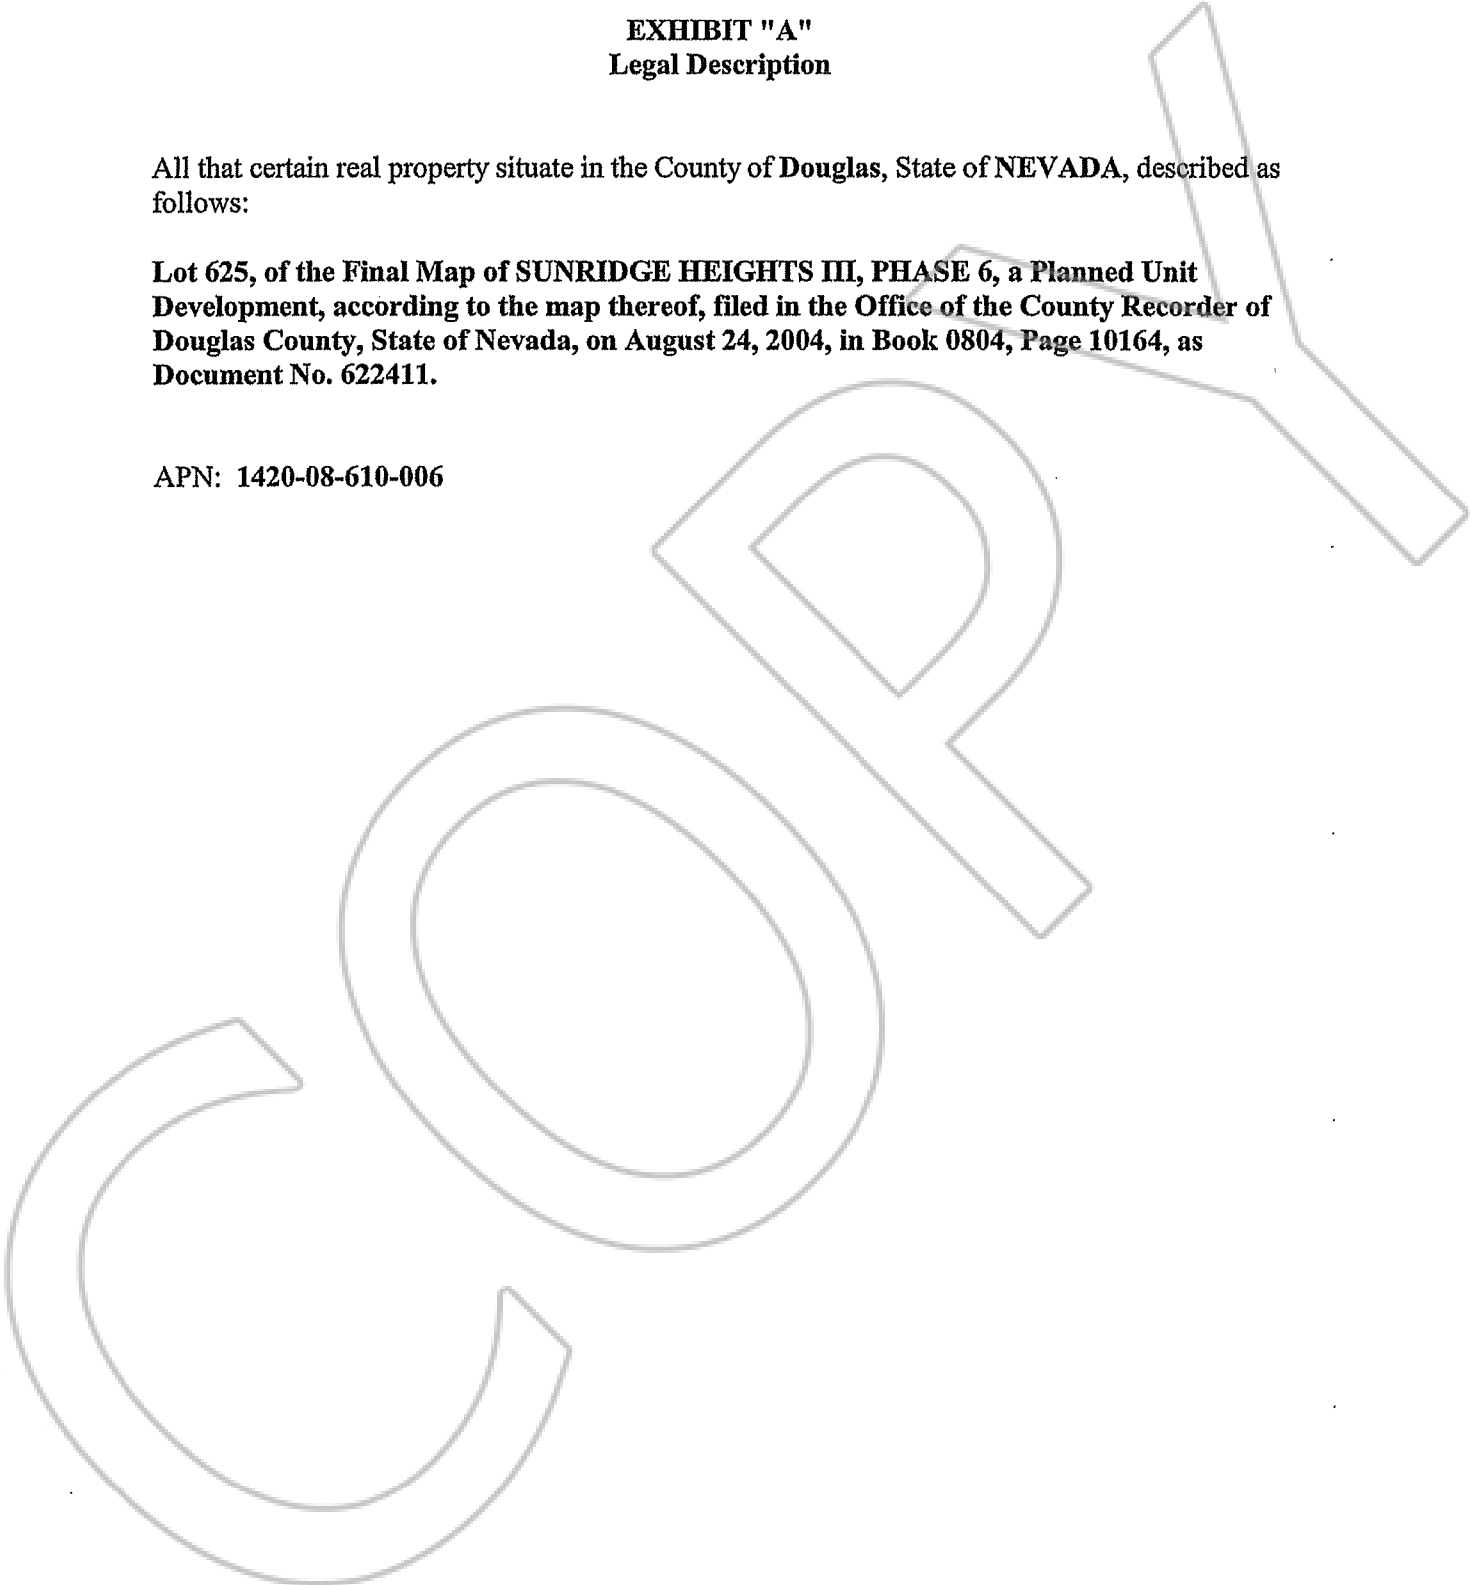 EXHIBIT "A"
Legal Description
All that certain real property situate in the County of Douglas, State of NEVADA, described as
follows:
Lot 625, of the Final Map of SUNRIDGE HEIGHTS III, PHASE 6, a Planned Unit
Development, according to the map thereof, filed in the Office of the County Recorder of
Douglas County, State of Nevada, on August 24, 2004, in Book 0804, Page 10164, as
Document No. 622411.
APN: 1420-08-610-006
COPY